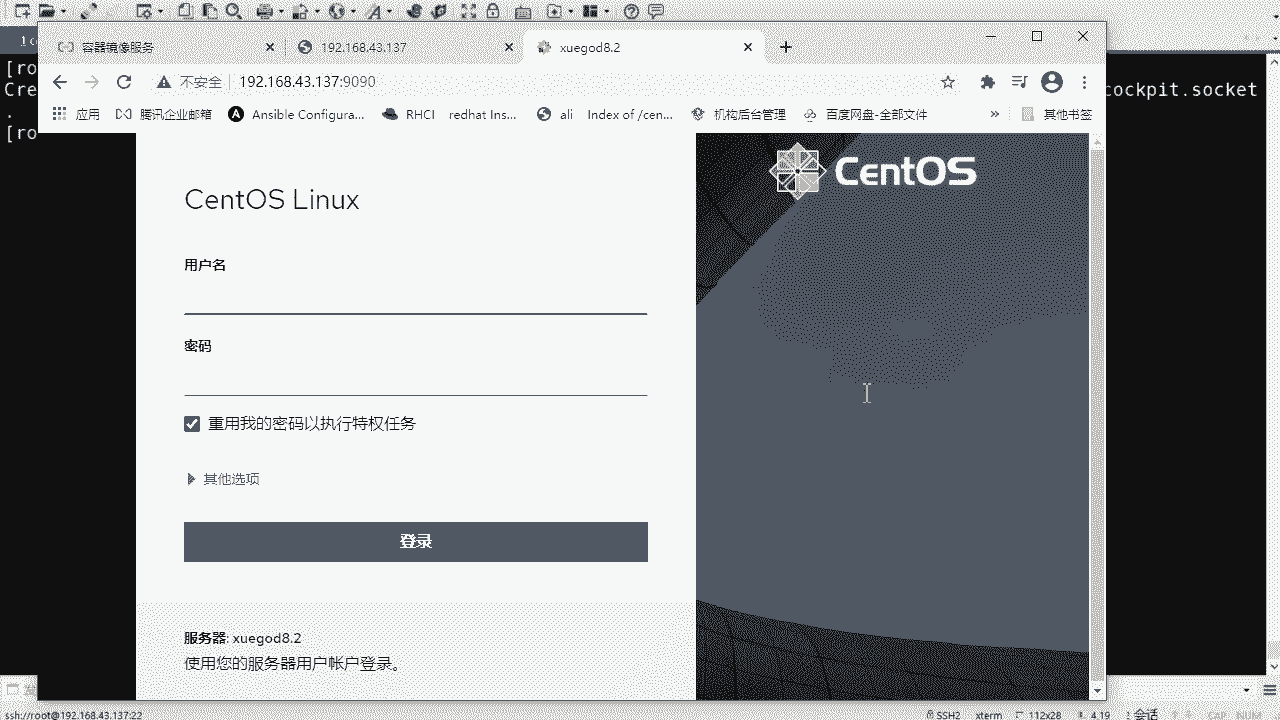 1 c
容器镜像服务
192.168.43.137
xuegod8.2
[ro
不安全 192.168.43.137:9090
Cre
cockpit.socket
.
应用 腾讯企业邮箱 Ansible Configura... RHCI redhat Ins... ali Index of /cen... 机构后台管理 百度网盘-全部文件 » 其他书签
[ro
CentOS
CentOS Linux
用户名
密码
重用我的密码以执行特权任务
其他选项
登录
服务器: xuegod8.2
使用您的服务器用户帐户登录。
ssh://root@192.168.43.137:22 SSH2 xterm 112x28 4,19 1 会话 CAP NUM